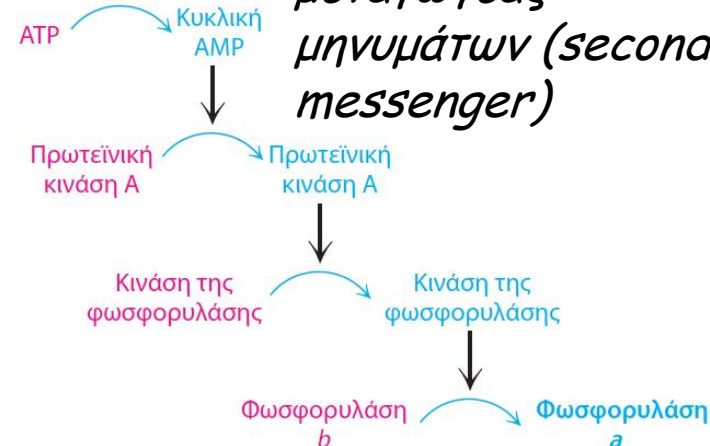 μηνυμάτων (second
messenger)
ATP
Κυκλική
AMP
Πρωτεϊνική
κινάση Α
Πρωτεϊνική
κινάση Α
Κινάση της
φωσφορυλάσης
Κινάση της
φωσφορυλάσης
Φωσφορυλάση
b
Φωσφορυλάση
a